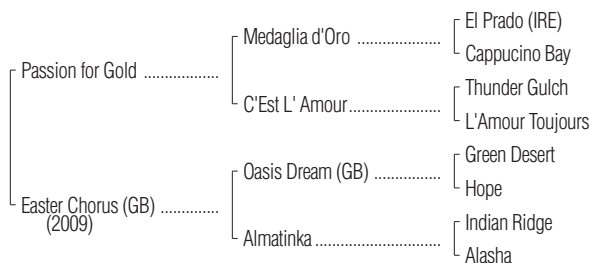 El Prado (IRE)
Medaglia d'Oro ....................
Cappucino Bay
Passion for Gold .................
Thunder Gulch
C'Est L' Amour......................
L'Amour Toujours
Green Desert
Oasis Dream (GB) ................
Hope
Easter Chorus (GB) .............
(2009)
Indian Ridge
Almatinka ..............................
Alasha